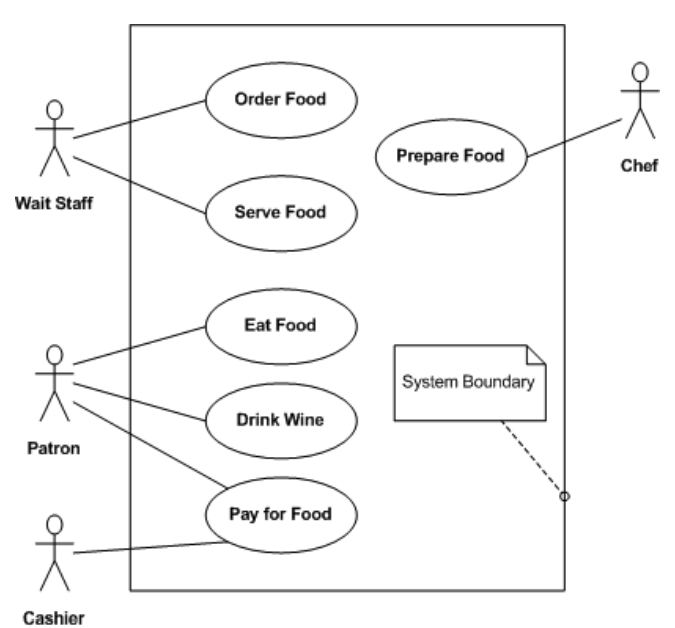 Order Food
Prepare Food
Chef
Wait Staff
Serve Food
Eat Food
System Boundary
Drink Wine
Patron
Pay for Food
Cashier